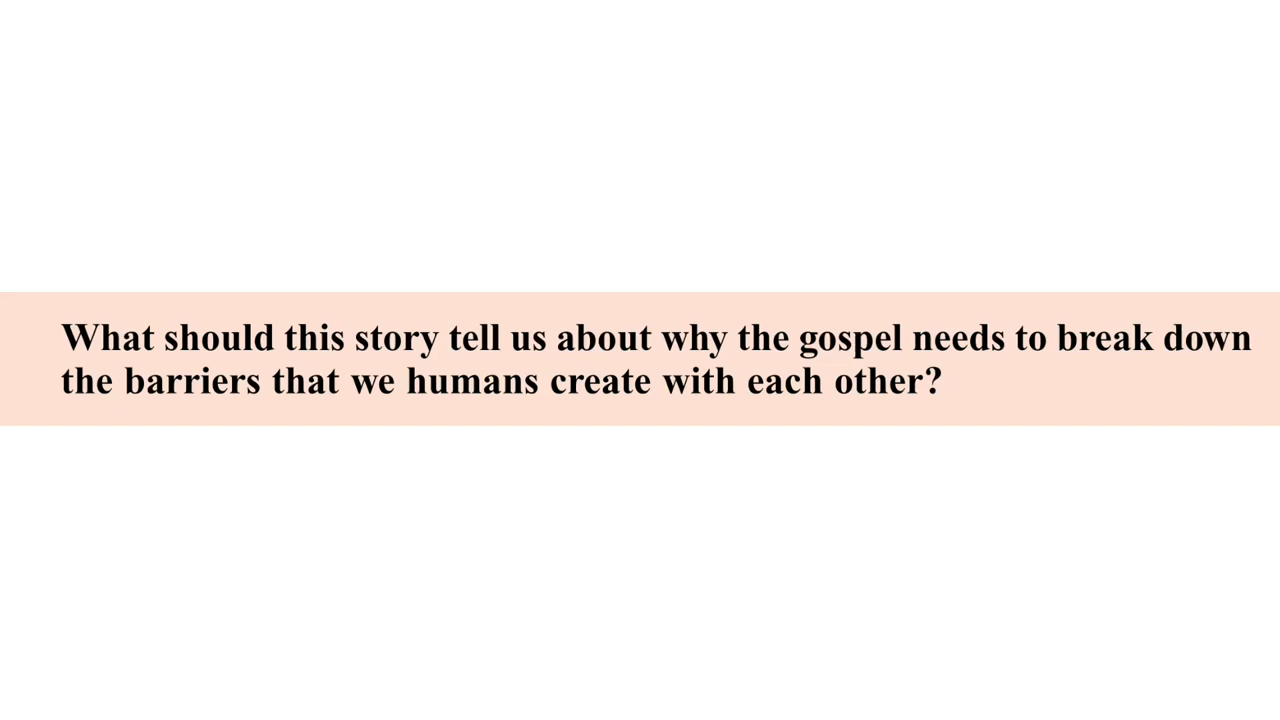 What should this story tell us about why the gospel needs to break down
the barriers that we humans create with each other?